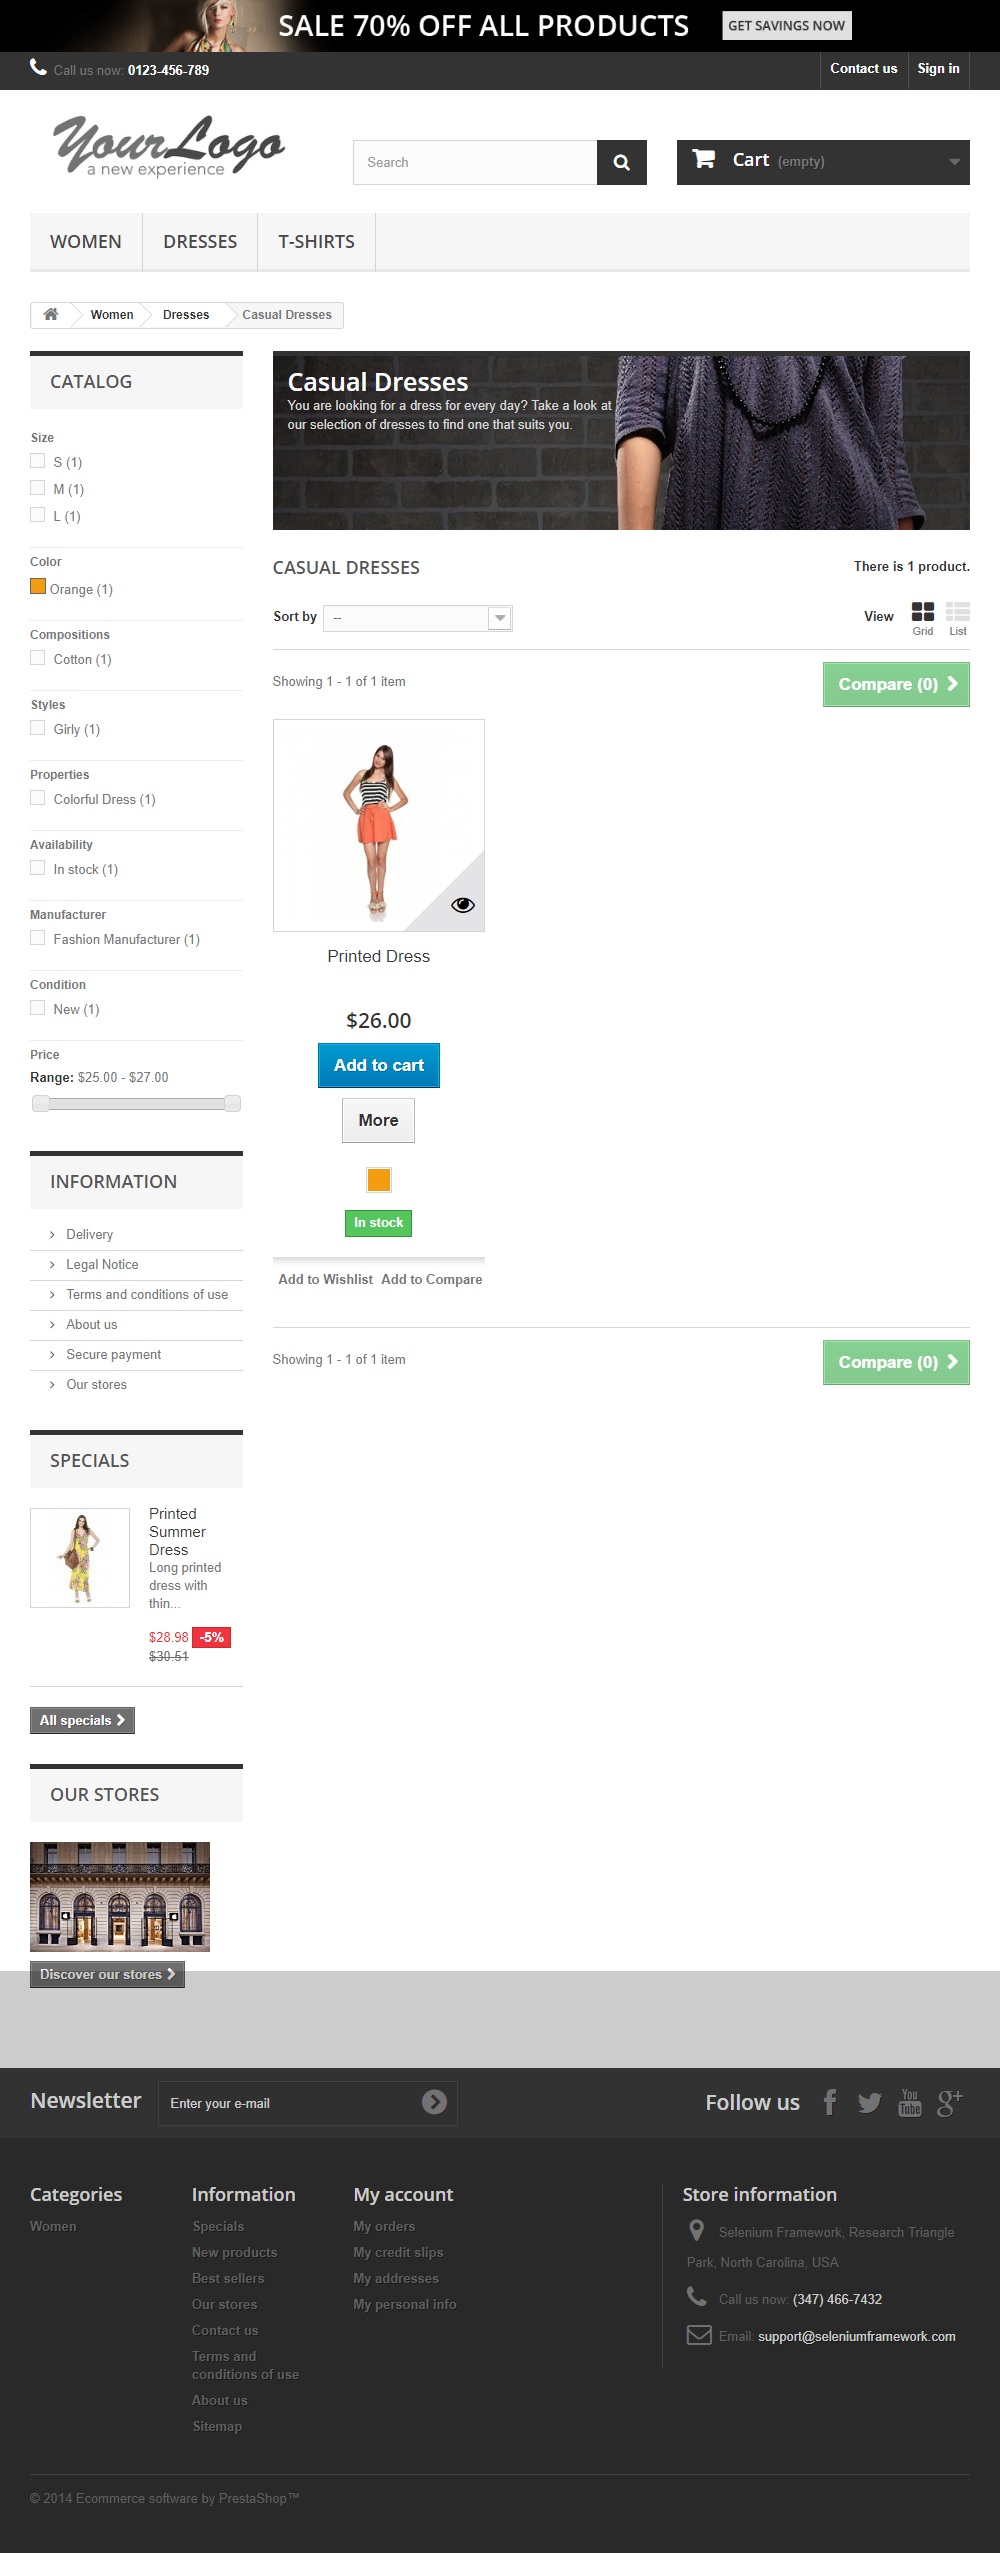 SALE 70% OFF ALL PRODUCTS
GET SAVINGS NOW
Call us now: 0123-456-789
Contact us
Sign in
YourLogo
a new experience
Search
Cart (empty)
WOMEN
DRESSES
T-SHIRTS
Women
Dresses
Casual Dresses
CATALOG
Size
S (1)
M (1)
L (1)
Color
Orange (1)
Compositions
Cotton (1)
Styles
Girly (1)
Properties
Colorful Dress (1)
Availability
In stock (1)
Manufacturer
Fashion Manufacturer (1)
Condition
New (1)
Price
Range: $25.00 - $27.00
INFORMATION
Delivery
Legal Notice
Terms and conditions of use
About us
Secure payment
Our stores
SPECIALS
Printed
Summer
Dress
Long printed
dress with
thin...
$28.98 -5%
$30.51
All specials
OUR STORES
Discover our stores
Casual Dresses
You are looking for a dress for every day? Take a look at
our selection of dresses to find one that suits you.
CASUAL DRESSES
There is 1 product.
Sort by
--
View
Grid
List
Showing 1 - 1 of 1 item
Compare (0)
Printed Dress
$26.00
Add to cart
More
In stock
Add to Wishlist
Add to Compare
Showing 1 - 1 of 1 item
Compare (0)
Newsletter
Enter your e-mail
Follow us
You
Tube
g+
Categories
Women
Information
Specials
New products
Best sellers
Our stores
Contact us
Terms and
conditions of use
About us
Sitemap
My account
My orders
My credit slips
My addresses
My personal info
Store information
Selenium Framework, Research Triangle
Park, North Carolina, USA
Call us now: (347) 466-7432
Email: support@seleniumframework.com
© 2014 Ecommerce software by PrestaShop™